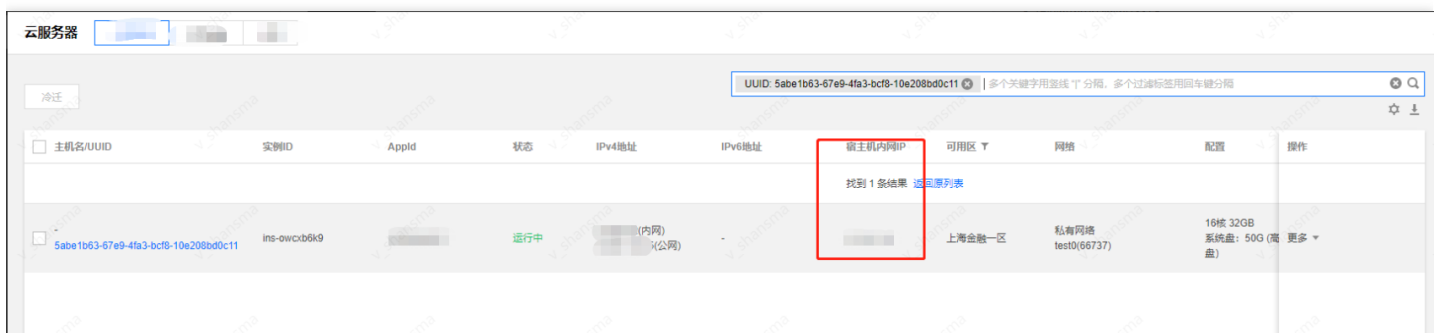 云服务器
UUID: 5abe1b63-67e9-4fa3-bcf8-10e208bd0c11 多个关键字用竖线 "|" 分隔，多个过滤标签用回车键分隔
冷迁
主机名/UUID 实例ID AppId 状态 IPv4地址 IPv6地址 宿主机内网IP 可用区 网络 配置 操作
找到 1 条结果 返回原列表
-
5abe1b63-67e9-4fa3-bcf8-10e208bd0c11 ins-owcxb6k9 运行中 (内网) - 上海金融一区 私有网络 16核 32GB 更多
(公网) test0(66737) 系统盘：50G (高
盘)
v_shansma